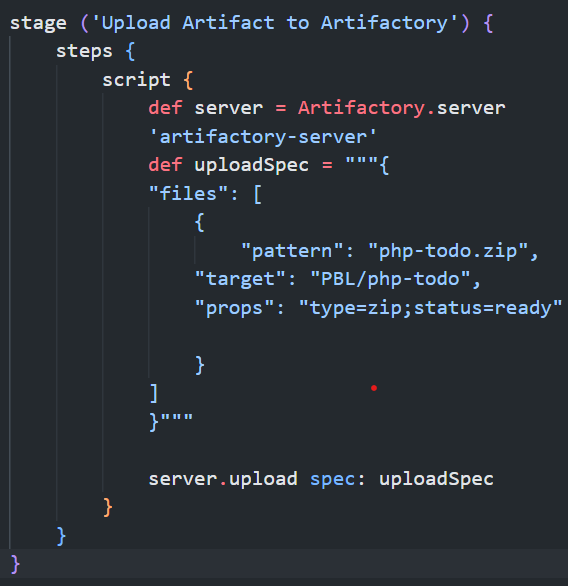 stage ('Upload Artifact to Artifactory') {
    steps {
        script {
            def server = Artifactory.server
            'artifactory-server'
            def uploadSpec = """{
            "files": [
                {
                    "pattern": "php-todo.zip",
                "target": "PBL/php-todo",
                "props": "type=zip;status=ready"

                }
            ]
            }"""

            server.upload spec: uploadSpec
        }
    }
}